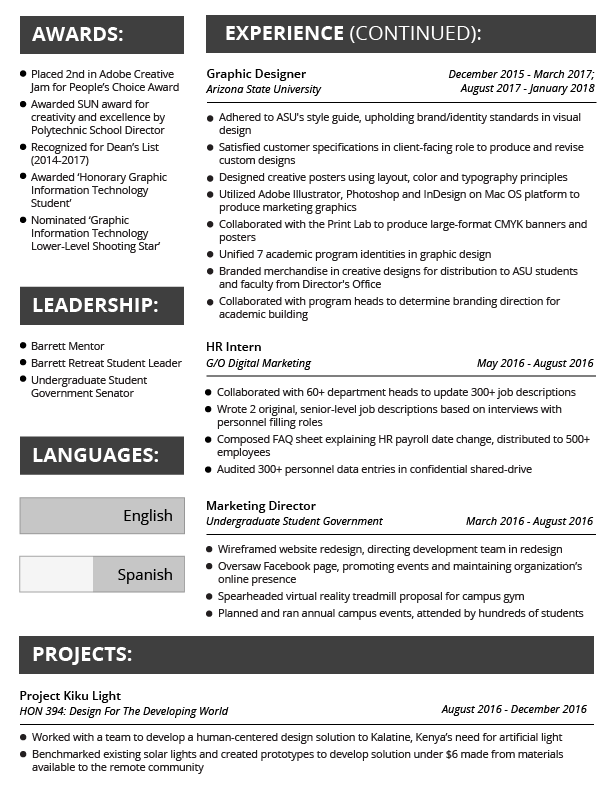 AWARDS:
Placed 2nd in Adobe Creative
Jam for People's Choice Award
Awarded SUN award for
creativity and excellence by
Polytechnic School Director
Recognized for Dean's List
(2014-2017)
Awarded 'Honorary Graphic
Information Technology
Student'
Nominated 'Graphic
Information Technology
Lower-Level Shooting Star'
LEADERSHIP:
Barrett Mentor
Barrett Retreat Student Leader
Undergraduate Student
Government Senator
LANGUAGES:
English
Spanish
EXPERIENCE (CONTINUED):
Graphic Designer
December 2015 - March 2017;
Arizona State University
August 2017 - January 2018
Adhered to ASU's style guide, upholding brand/identity standards in visual
design
Satisfied customer specifications in client-facing role to produce and revise
custom designs
Designed creative posters using layout, color and typography principles
Utilized Adobe Illustrator, Photoshop and InDesign on Mac OS platform to
produce marketing graphics
Collaborated with the Print Lab to produce large-format CMYK banners and
posters
Unified 7 academic program identities in graphic design
Branded merchandise in creative designs for distribution to ASU students
and faculty from Director's Office
Collaborated with program heads to determine branding direction for
academic building
HR Intern
G/O Digital Marketing May 2016 - August 2016
Collaborated with 60+ department heads to update 300+ job descriptions
Wrote 2 original, senior-level job descriptions based on interviews with
personnel filling roles
Composed FAQ sheet explaining HR payroll date change, distributed to 500+
employees
Audited 300+ personnel data entries in confidential shared-drive
Marketing Director
Undergraduate Student Government March 2016 - August 2016
Wireframed website redesign, directing development team in redesign
Oversaw Facebook page, promoting events and maintaining organization's
online presence
Spearheaded virtual reality treadmill proposal for campus gym
Planned and ran annual campus events, attended by hundreds of students
PROJECTS:
Project Kiku Light
HON 394: Design For The Developing World August 2016 - December 2016
Worked with a team to develop a human-centered design solution to Kalatine, Kenya's need for artificial light
Benchmarked existing solar lights and created prototypes to develop solution under $6 made from materials
available to the remote community